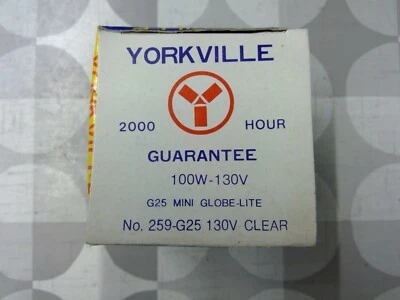 YORKVILLE
2000 HOUR
GUARANTEE
100W-130V
G25 MINI GLOBE-LITE
No. 259-G25 130V CLEAR